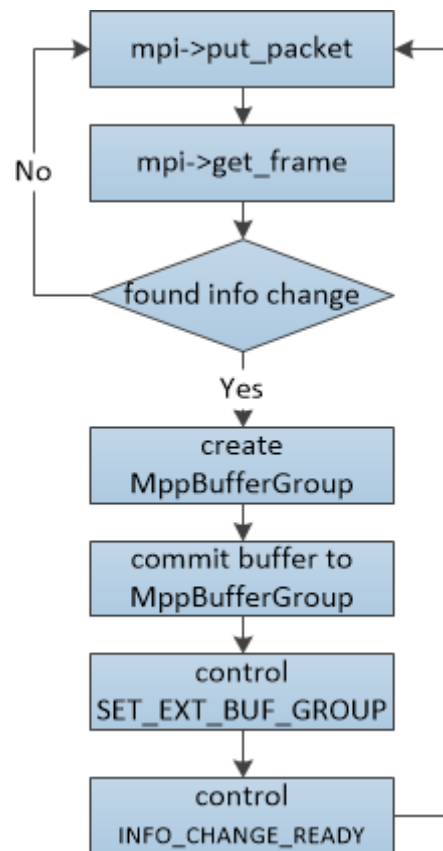 mpi->put_packet
mpi->get_frame
No
found info change
Yes
create
MppBufferGroup
commit buffer to
MppBufferGroup
control
SET_EXT_BUF_GROUP
control
INFO_CHANGE_READY